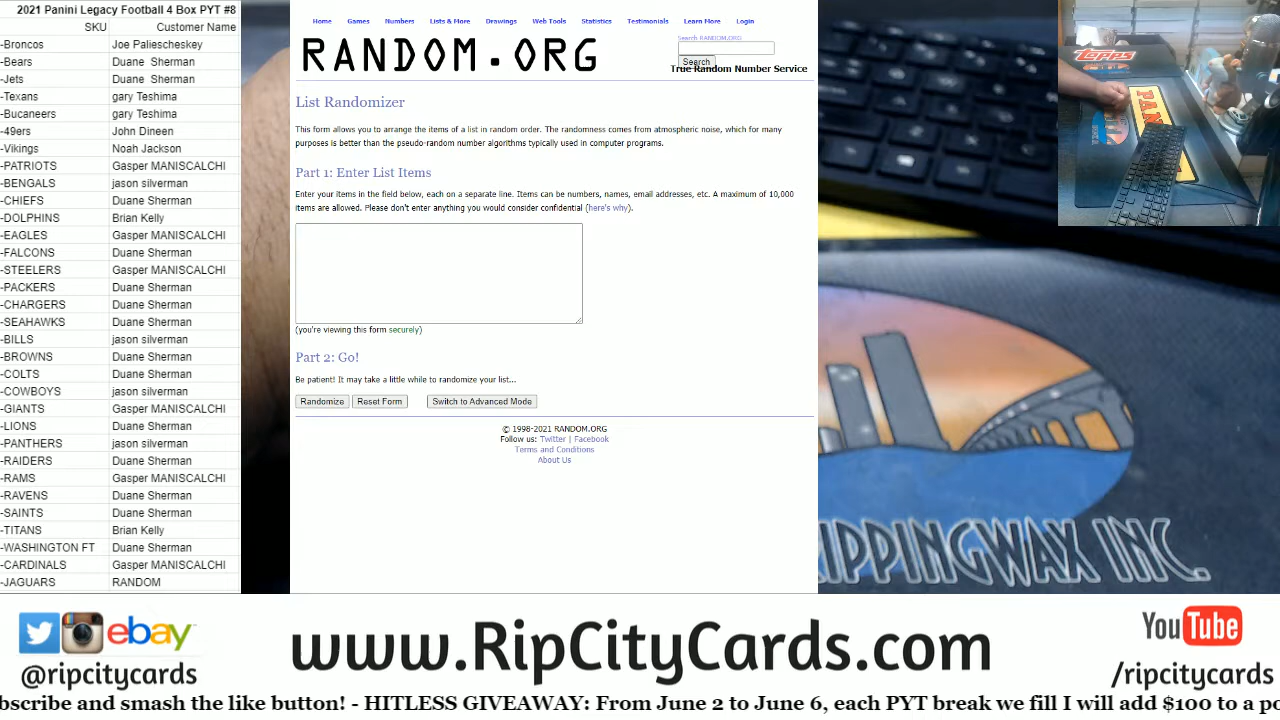 2021 Panini Legacy Football 4 Box PYT #8
SKU Customer Name
-Broncos Joe Paliescheskey
-Bears Duane Sherman
-Jets Duane Sherman
-Texans gary Teshima
-Bucaneers gary Teshima
-49ers John Dineen
-Vikings Noah Jackson
-PATRIOTS Gasper MANISCALCHI
-BENGALS jason silverman
-CHIEFS Duane Sherman
-DOLPHINS Brian Kelly
-EAGLES Gasper MANISCALCHI
-FALCONS Duane Sherman
-STEELERS Gasper MANISCALCHI
-PACKERS Duane Sherman
-CHARGERS Duane Sherman
-SEAHAWKS Duane Sherman
-BILLS jason silverman
-BROWNS Duane Sherman
-COLTS Duane Sherman
-COWBOYS jason silverman
-GIANTS Gasper MANISCALCHI
-LIONS Duane Sherman
-PANTHERS jason silverman
-RAIDERS Duane Sherman
-RAMS Gasper MANISCALCHI
-RAVENS Duane Sherman
-SAINTS Duane Sherman
-TITANS Brian Kelly
-WASHINGTON FT Duane Sherman
-CARDINALS Gasper MANISCALCHI
-JAGUARS RANDOM
Home Games Numbers Lists & More Drawings Web Tools Statistics Testimonials Learn More Login
RANDOM.ORG
Search RANDOM.ORG
Search
True Random Number Service
List Randomizer
This form allows you to arrange the items of a list in random order. The randomness comes from atmospheric noise, which for many
purposes is better than the pseudo-random number algorithms typically used in computer programs.
Part 1: Enter List Items
Enter your items in the field below, each on a separate line. Items can be numbers, names, email addresses, etc. A maximum of 10,000
items are allowed. Please don't enter anything you would consider confidential (here's why).
(you're viewing this form securely)
Part 2: Go!
Be patient! It may take a little while to randomize your list...
Randomize Reset Form Switch to Advanced Mode
© 1998-2021 RANDOM.ORG
Follow us: Twitter | Facebook
Terms and Conditions
About Us
Topps
PANI
RIPPINGWAX INC.
ebay
@ripcitycards
www.RipCityCards.com
YouTube
/ripcitycards
bscribe and smash the like button! - HITLESS GIVEAWAY: From June 2 to June 6, each PYT break we fill I will add $100 to a po